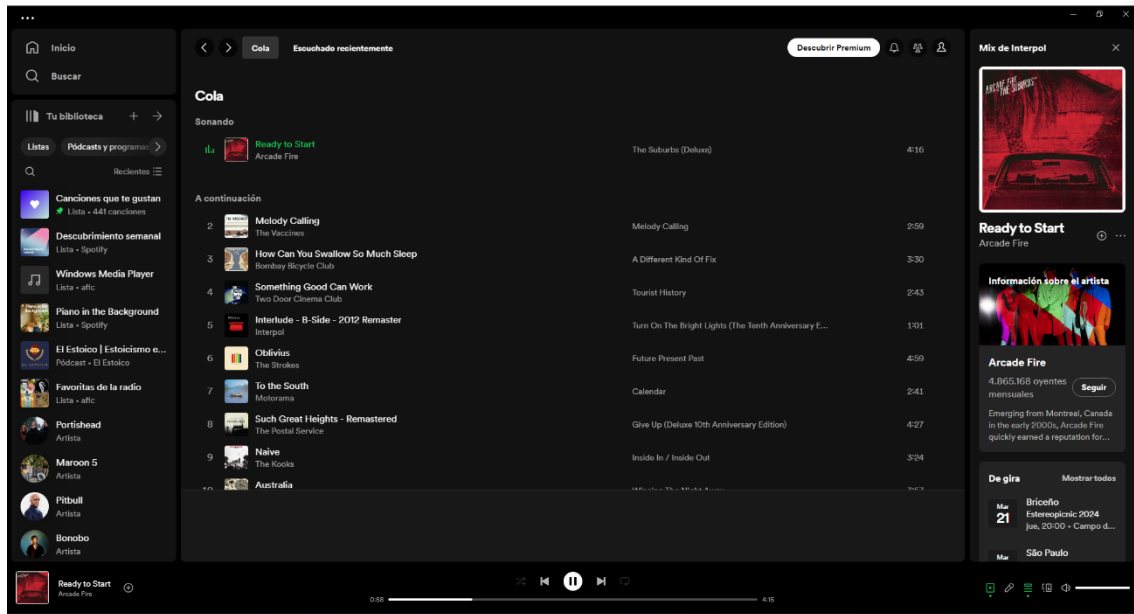 Inicio
Buscar
Tu biblioteca
Listas
Pódcasts y programas
Recientes
Canciones que te gustan
Lista • 441 canciones
Descubrimiento semanal
Lista • Spotify
Windows Media Player
Lista • aflc
Piano in the Background
Lista • Spotify
El Estoico | Estoicismo e...
Pódcast • El Estoico
Favoritas de la radio
Lista • aflc
Portishead
Artista
Maroon 5
Artista
Pitbull
Artista
Bonobo
Artista
Cola
Escuchado recientemente
Descubrir Premium
Cola
Sonando
Ready to Start
Arcade Fire
The Suburbs (Deluxe)
4:16
A continuación
2
Melody Calling
The Vaccines
Melody Calling
2:59
3
How Can You Swallow So Much Sleep
Bombay Bicycle Club
A Different Kind Of Fix
3:30
4
Something Good Can Work
Two Door Cinema Club
Tourist History
2:43
5
Interlude - B-Side - 2012 Remaster
Interpol
Turn On The Bright Lights (The Tenth Anniversary E...
1:01
6
Oblivius
The Strokes
Future Present Past
4:59
7
To the South
Motorama
Calendar
2:41
8
Such Great Heights - Remastered
The Postal Service
Give Up (Deluxe 10th Anniversary Edition)
4:27
9
Naive
The Kooks
Inside In / Inside Out
3:24
10
Australia
Mix de Interpol
ARCADE FIRE
THE SUBURBS
Ready to Start
Arcade Fire
Información sobre el artista
Arcade Fire
4.865.168 oyentes
mensuales
Seguir
Emerging from Montreal, Canada
in the early 2000s, Arcade Fire
quickly earned a reputation for...
De gira
Mostrar todos
Mar
21
Briceño
Estereopicnic 2024
jue, 20:00 • Campo d...
Mar
São Paulo
Ready to Start
Arcade Fire
0:58
4:15